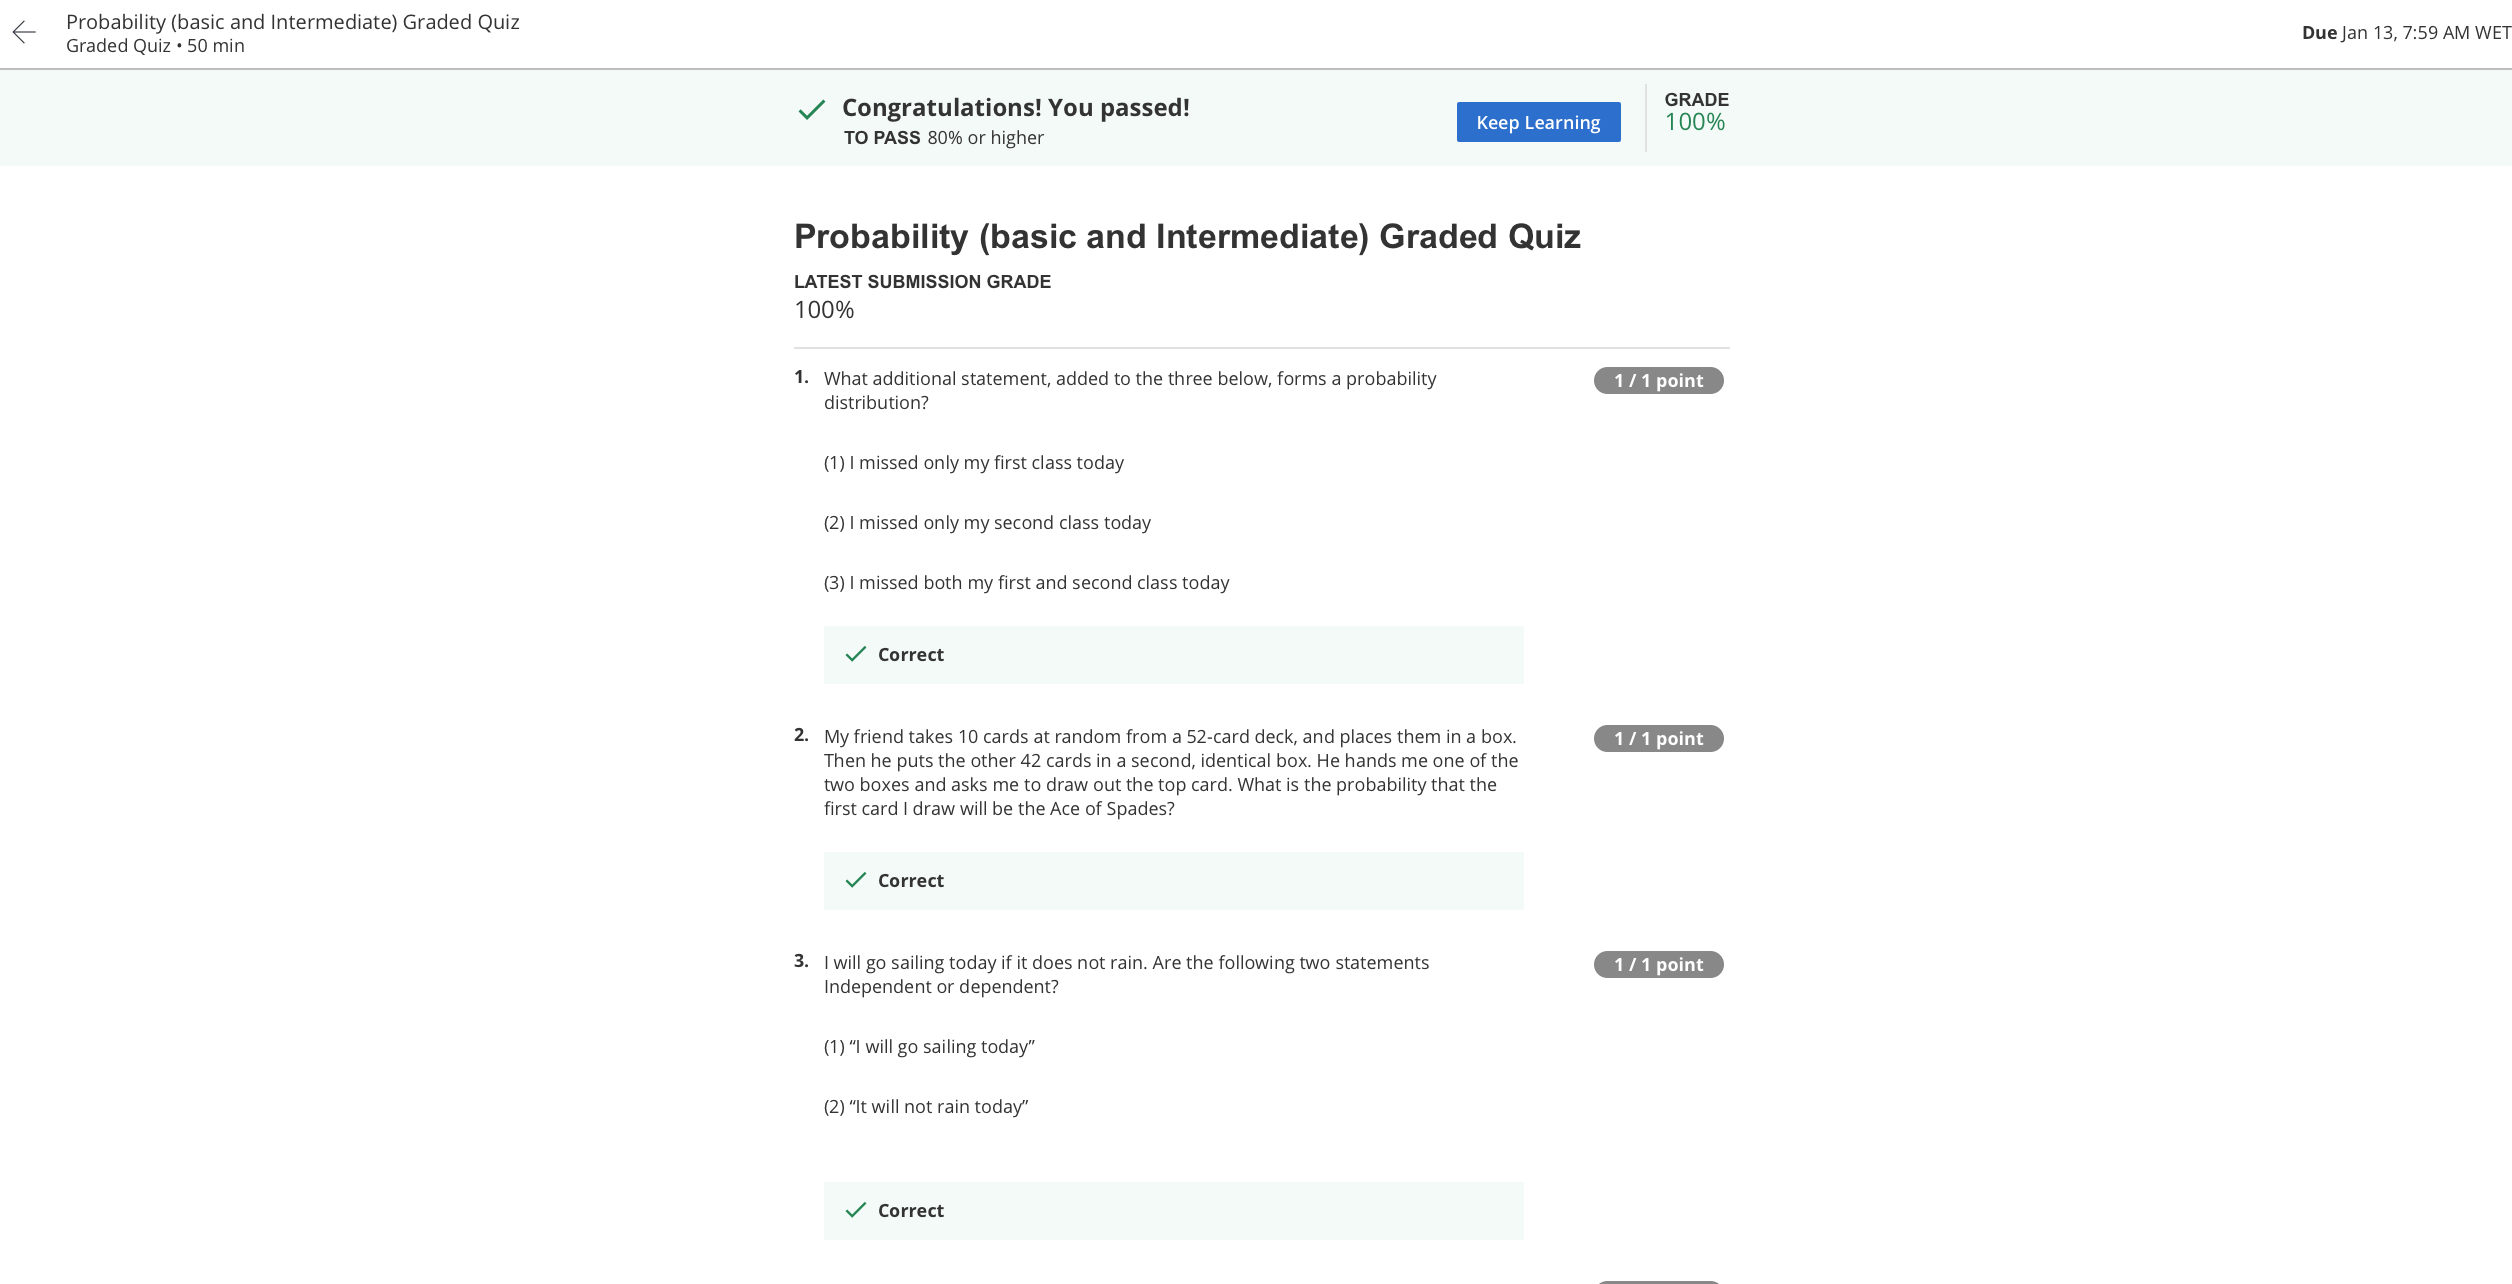 Probability (basic and Intermediate) Graded Quiz
Graded Quiz • 50 min
Due Jan 13, 7:59 AM WET
Congratulations! You passed!
TO PASS 80% or higher
Keep Learning
GRADE
100%
Probability (basic and Intermediate) Graded Quiz
LATEST SUBMISSION GRADE
100%
1. What additional statement, added to the three below, forms a probability
distribution?
1 / 1 point
(1) I missed only my first class today
(2) I missed only my second class today
(3) I missed both my first and second class today
Correct
2. My friend takes 10 cards at random from a 52-card deck, and places them in a box.
Then he puts the other 42 cards in a second, identical box. He hands me one of the
two boxes and asks me to draw out the top card. What is the probability that the
first card I draw will be the Ace of Spades?
1 / 1 point
Correct
3. I will go sailing today if it does not rain. Are the following two statements
Independent or dependent?
1 / 1 point
(1) “I will go sailing today”
(2) “It will not rain today”
Correct